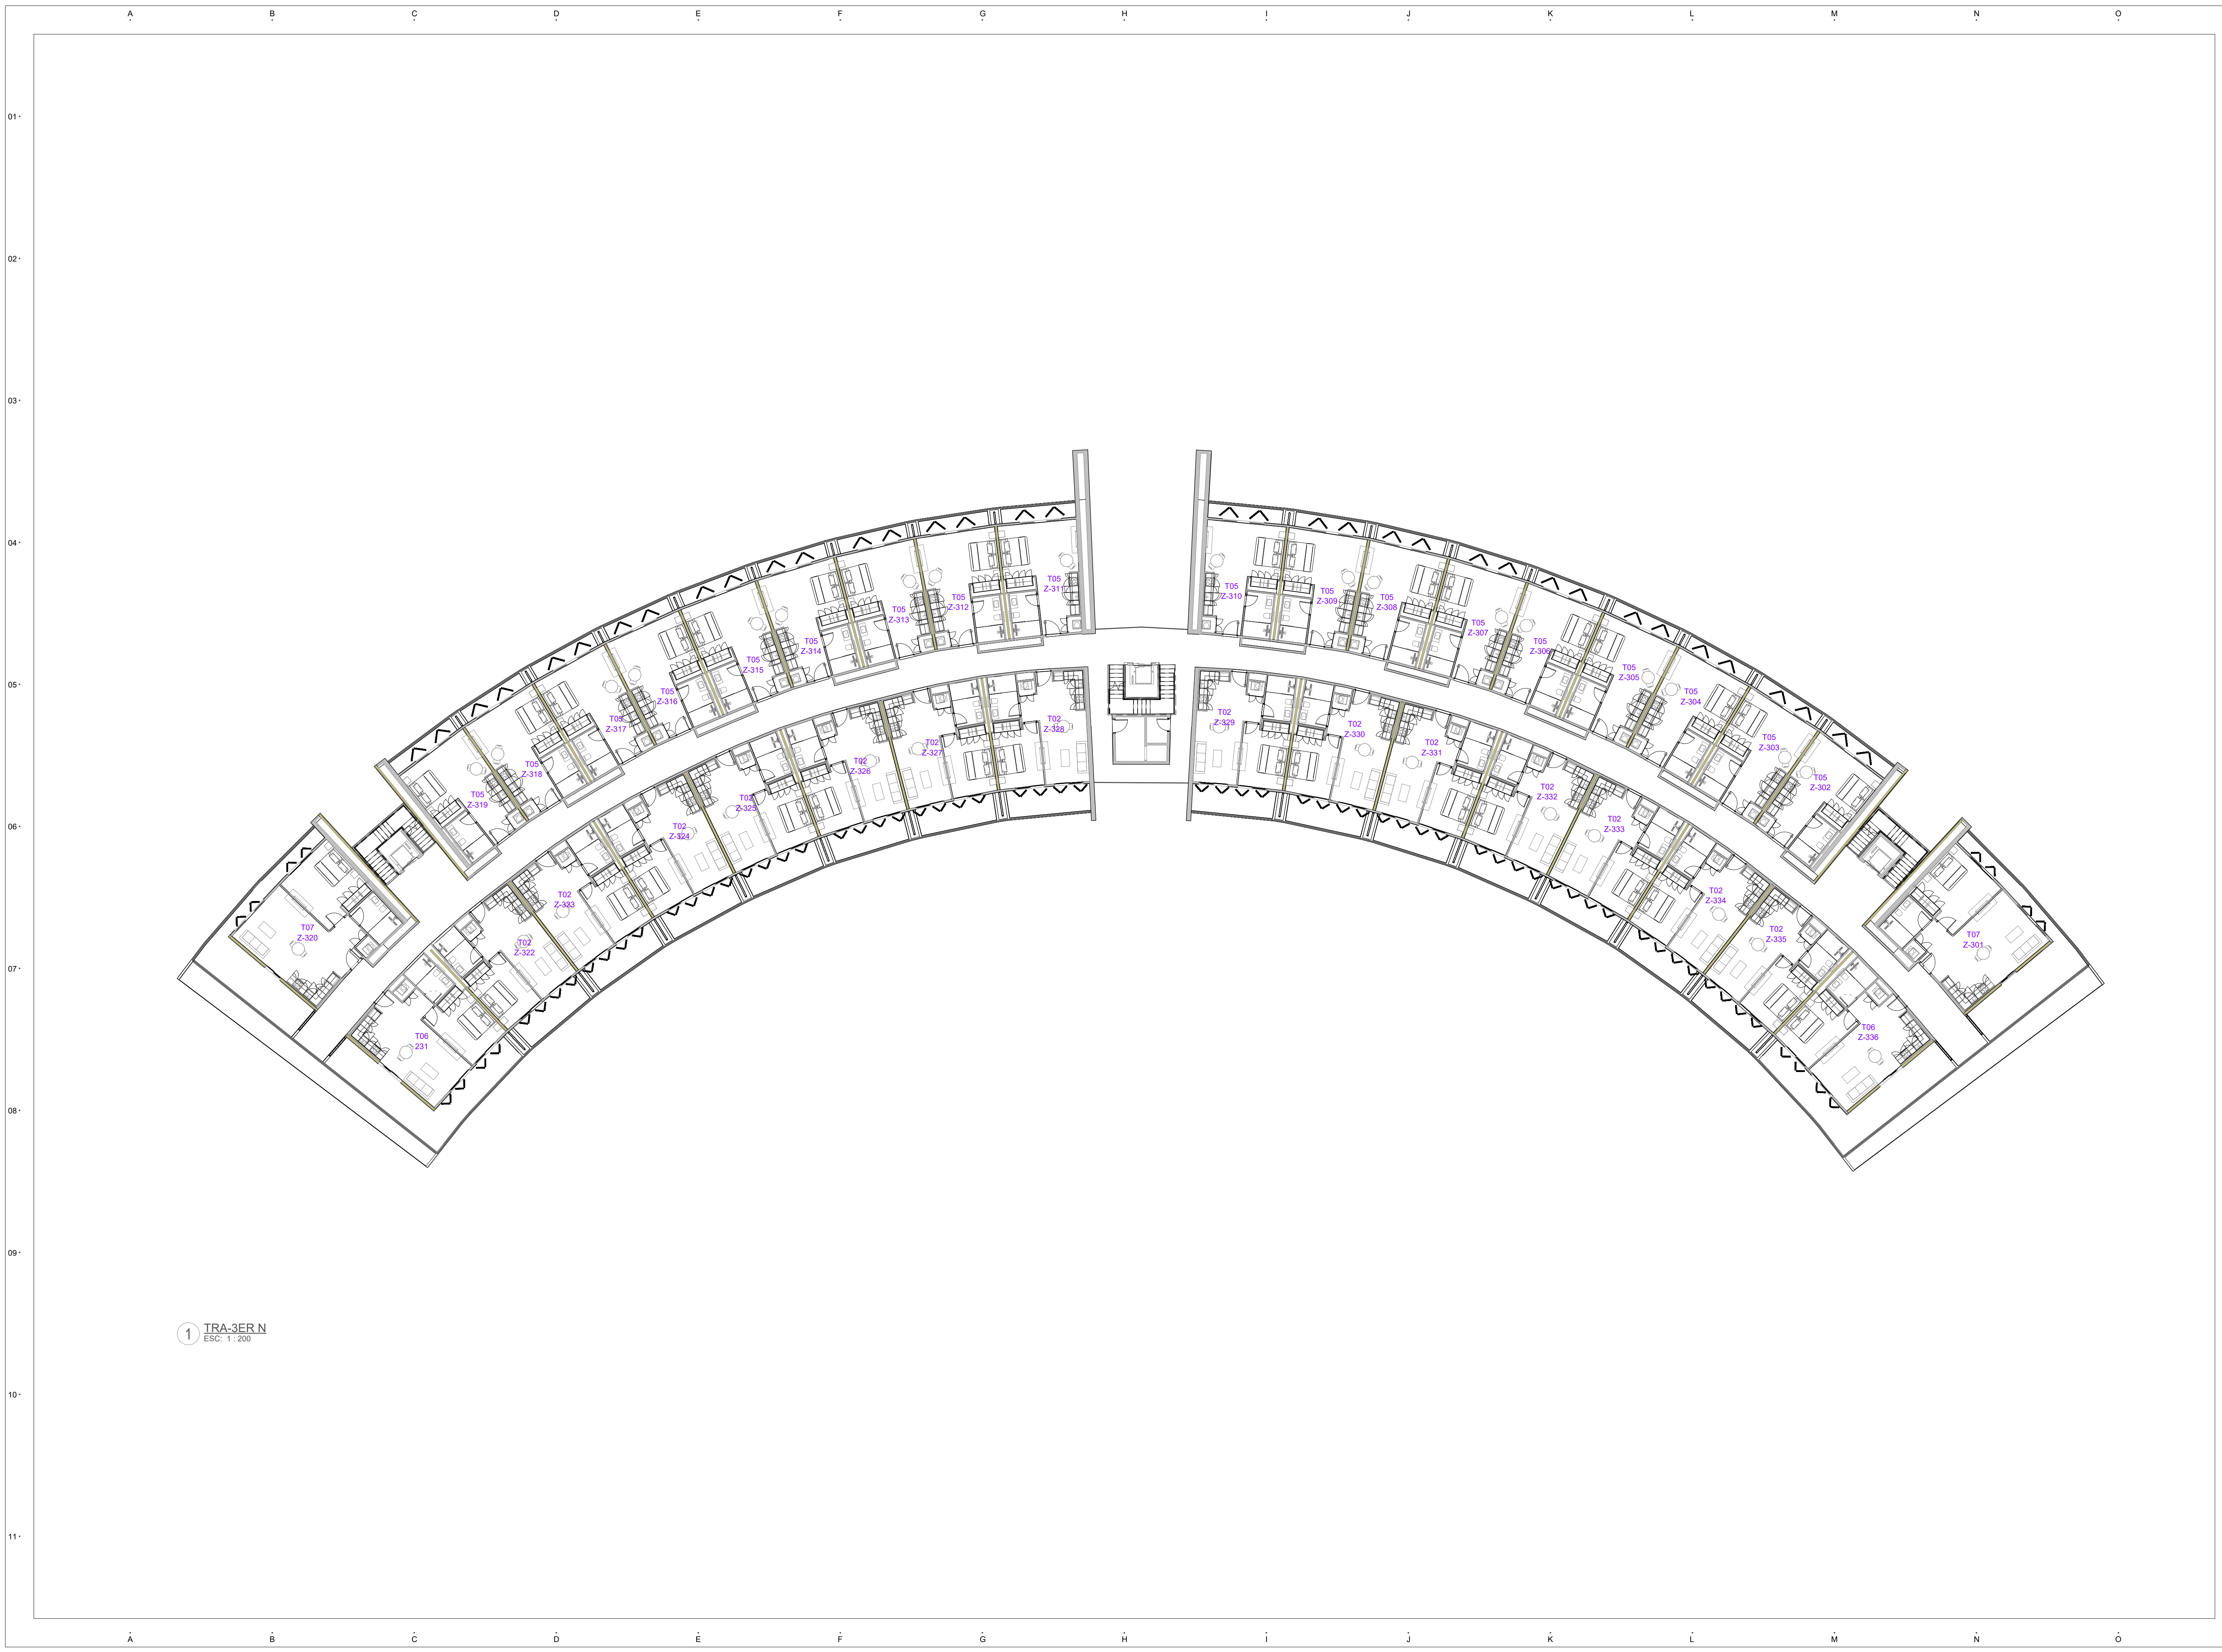 A B C D E F G H I J K L M N O
01
02
03
04
05
06
07
08
09
10
11
T05
Z-311
T05
Z-312
T05
Z-313
T05
Z-314
T05
Z-315
T05
Z-316
T05
Z-317
T05
Z-318
T05
Z-319
T07
Z-320
T05
Z-310
T05
Z-309
T05
Z-308
T05
Z-307
T05
Z-306
T05
Z-305
T05
Z-304
T05
Z-303
T05
Z-302
T07
Z-301
T06
231
T02
Z-322
T02
Z-323
T02
Z-324
T02
Z-325
T02
Z-326
T02
Z-327
T02
Z-328
T02
Z-329
T02
Z-330
T02
Z-331
T02
Z-332
T02
Z-333
T02
Z-334
T02
Z-335
T06
Z-336
1
TRA-3ER N
ESC: 1 : 200
A B C D E F G H I J K L M N O